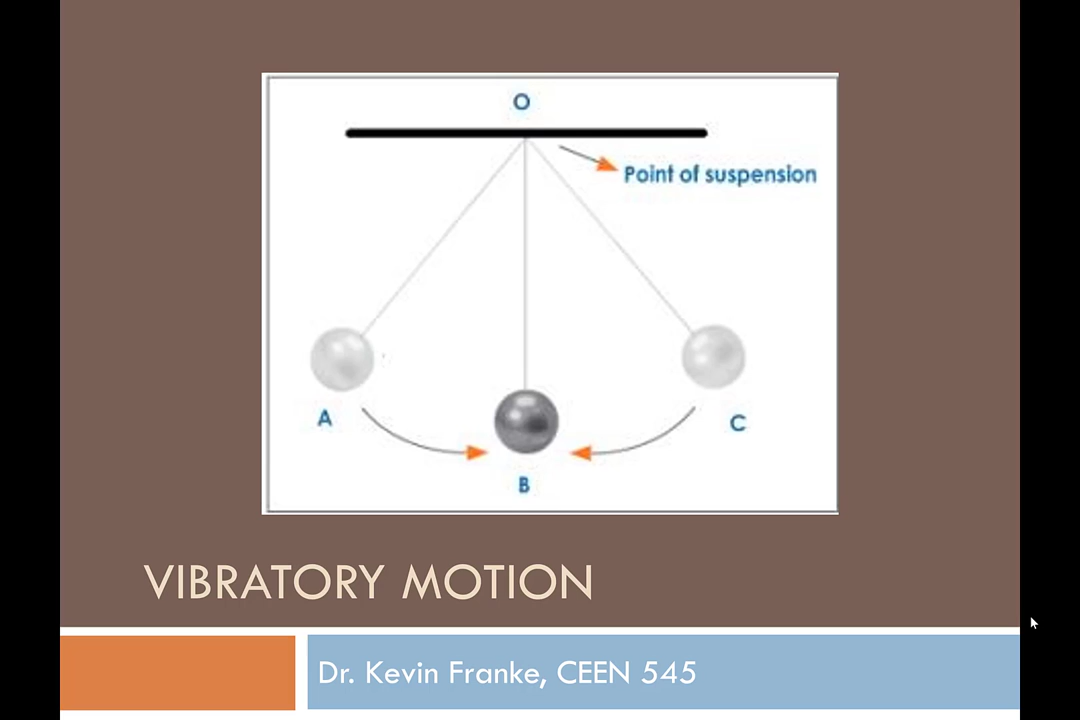 O
Point of suspension
A
C
B
VIBRATORY MOTION
Dr. Kevin Franke, CEEN 545